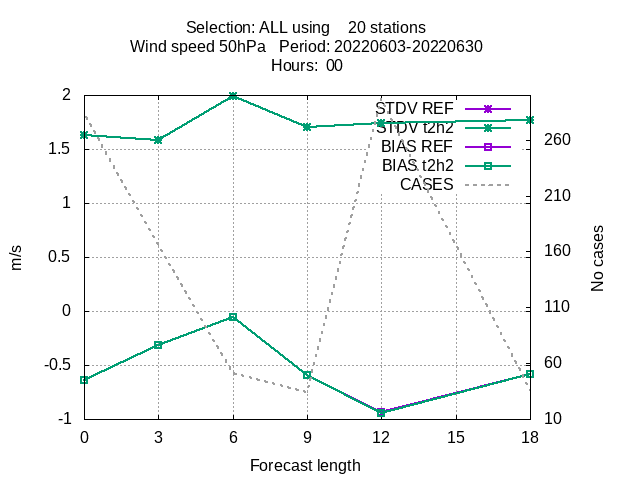 Selection: ALL using    20 stations
Wind speed 50hPa   Period: 20220603-20220630
Hours:  00
STDV REF
STDV t2h2
BIAS REF
BIAS t2h2
CASES
2
1.5
1
0.5
0
-0.5
-1
260
210
160
110
60
10
0 3 6 9 12 15 18
m/s
No cases
Forecast length